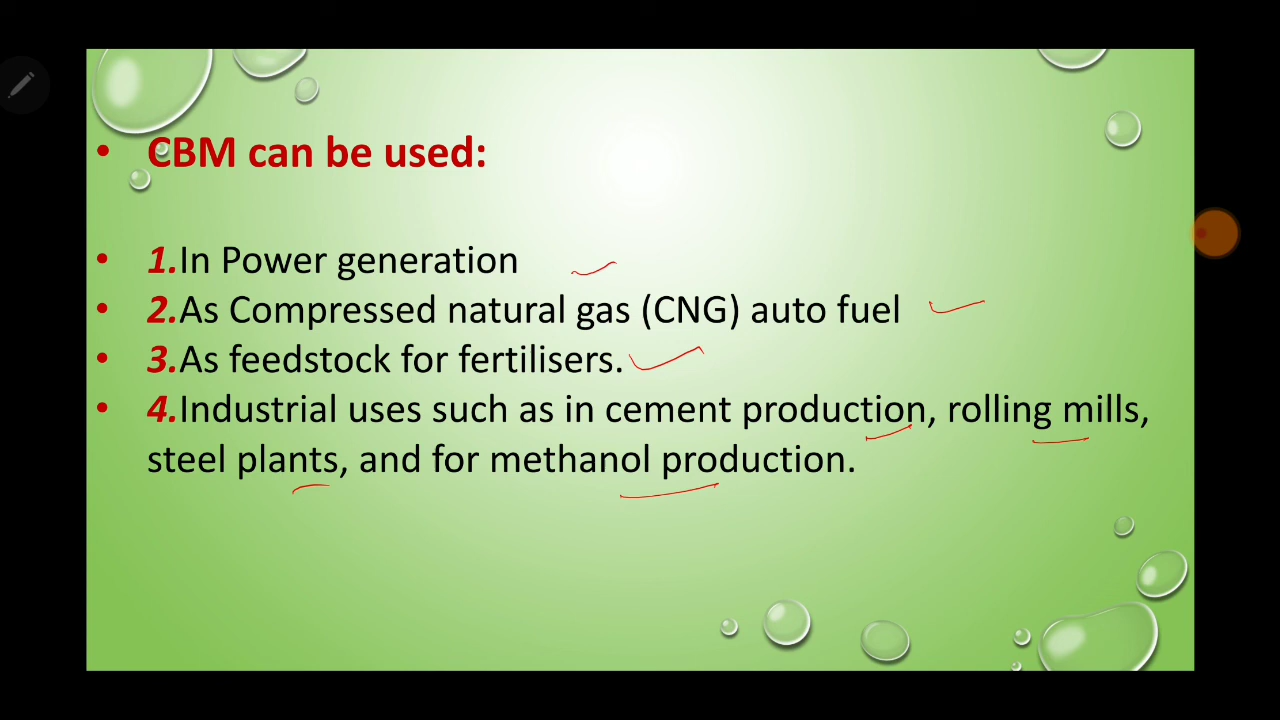 • CBM can be used:
• 1.In Power generation
• 2.As Compressed natural gas (CNG) auto fuel
• 3.As feedstock for fertilisers.
• 4.Industrial uses such as in cement production, rolling mills,
steel plants, and for methanol production.